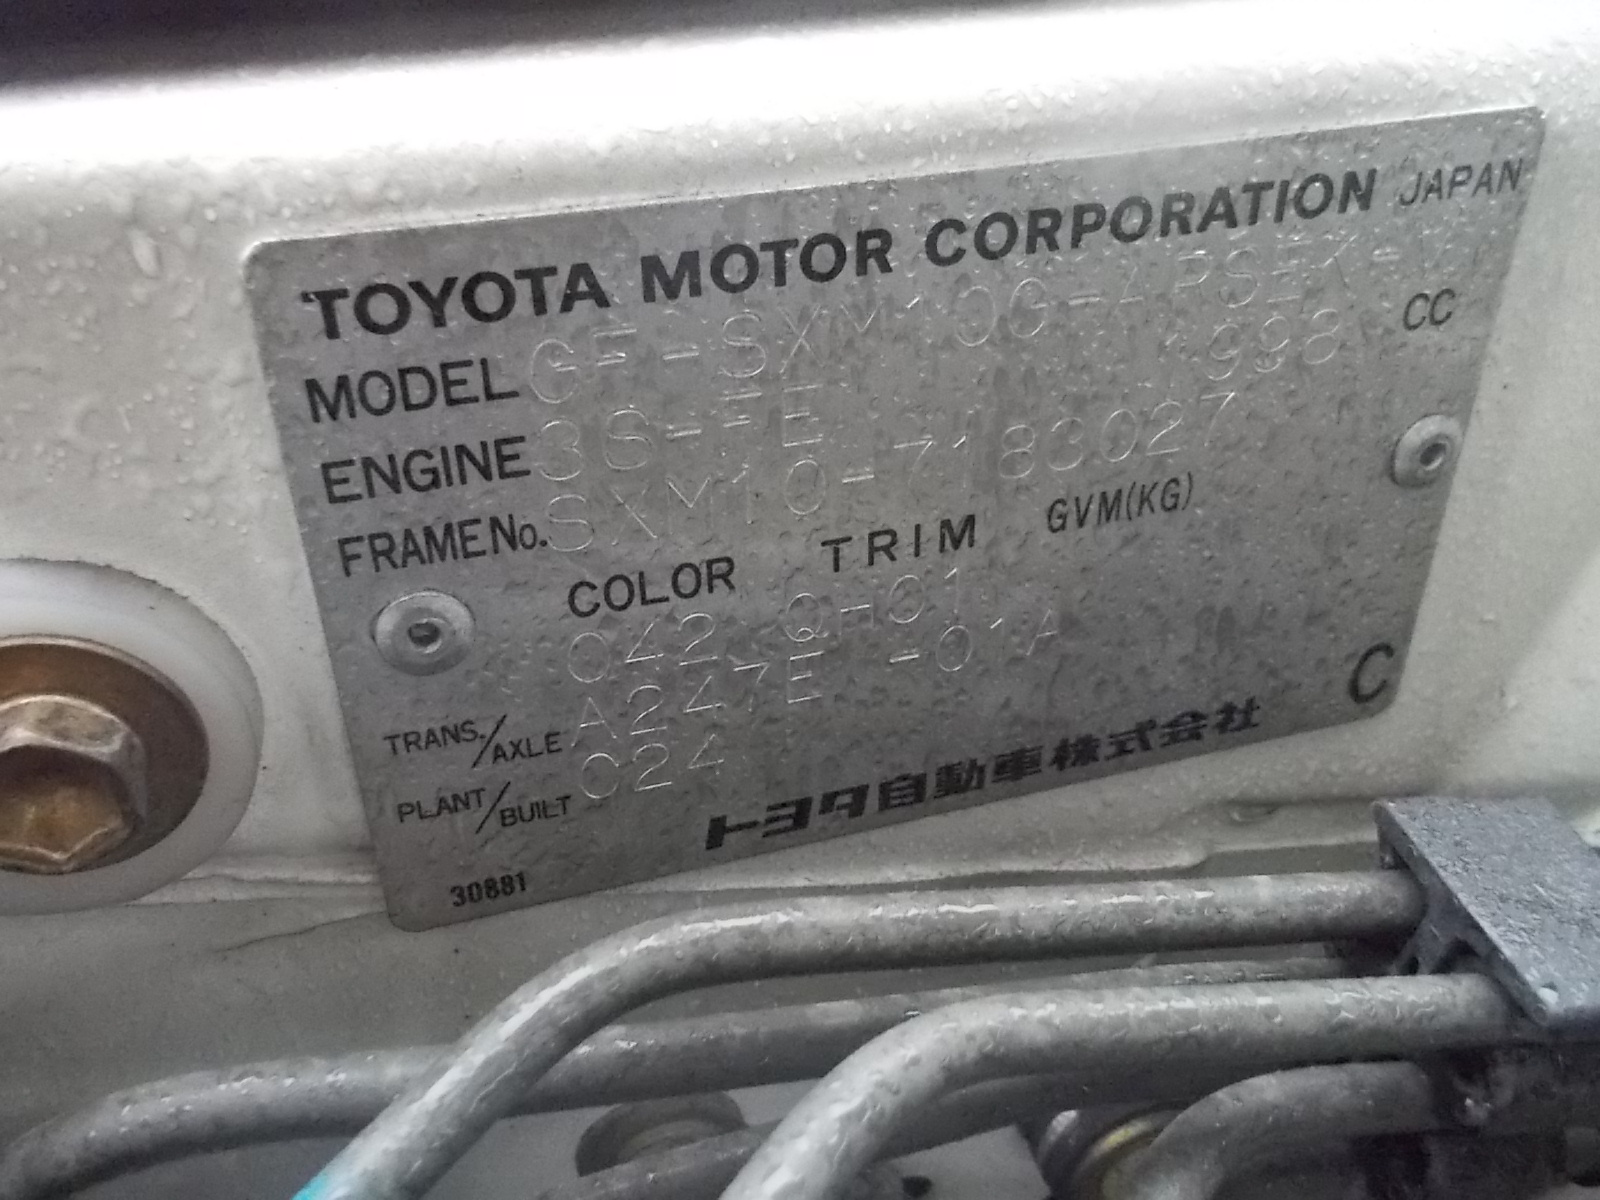 TOYOTA MOTOR CORPORATION JAPAN
MODEL GF-SXM10G-APSEK-K
ENGINE 3S-FE 1998 CC
FRAME No. SXM10-7183027
COLOR TRIM GVM(KG)
042 QH01
TRANS./AXLE A247E -01A
PLANT/BUILT C24
トヨタ自動車株式会社
C
30881